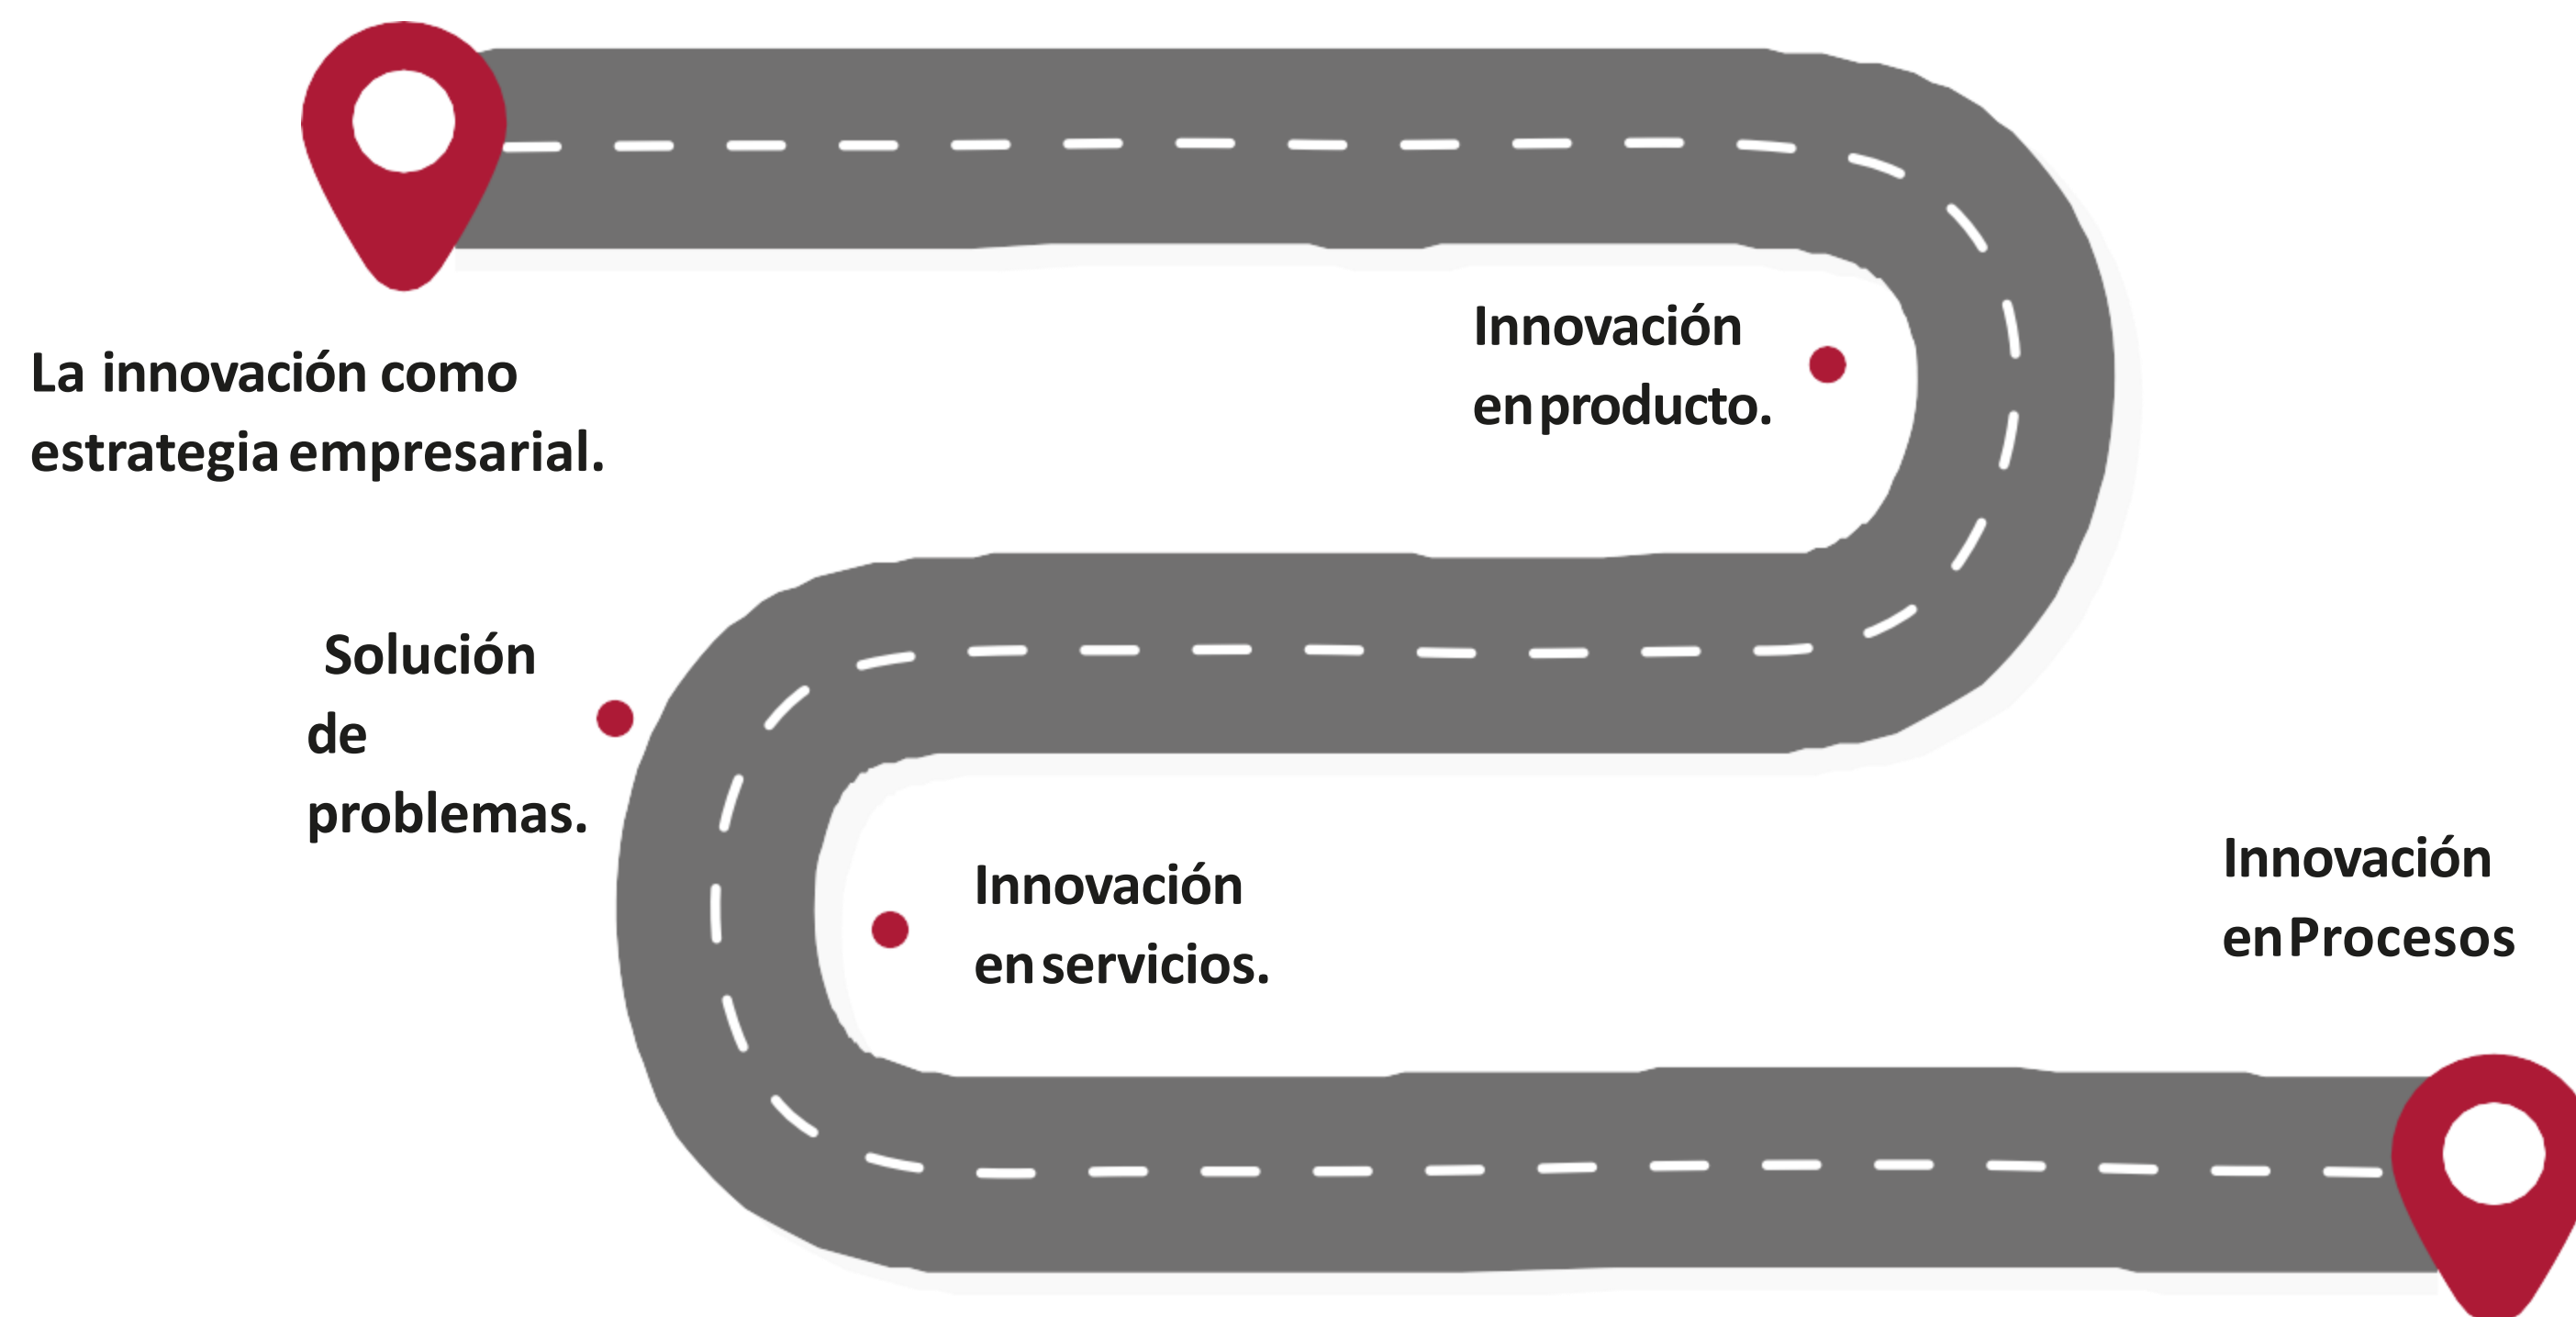 La innovación como
estrategia empresarial.
Innovación
en producto.
Solución
de
problemas.
Innovación
en servicios.
Innovación
en Procesos